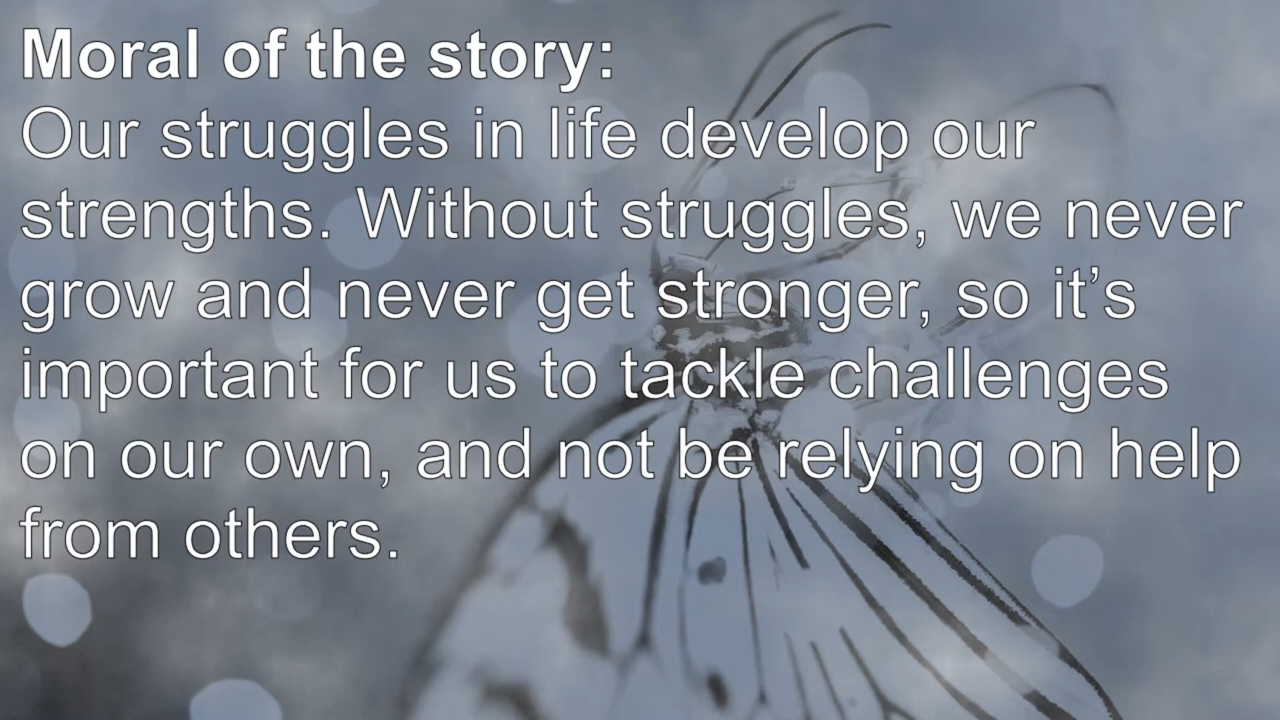 Moral of the story:
Our struggles in life develop our
strengths. Without struggles, we never
grow and never get stronger, so it’s
important for us to tackle challenges
on our own, and not be relying on help
from others.